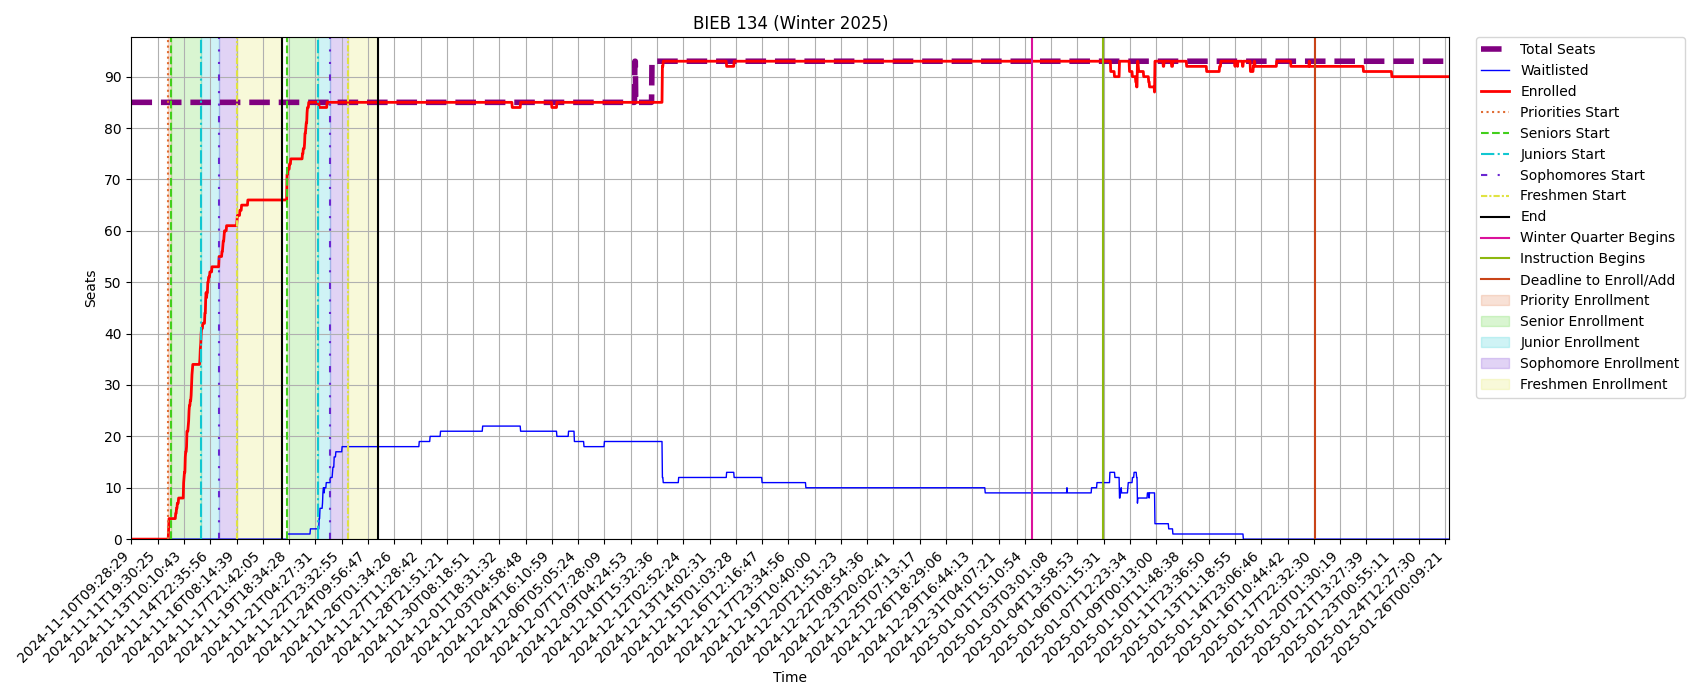 BIEB 134 (Winter 2025)
Seats
90
80
70
60
50
40
30
20
10
0
2024-11-10T09:28:29
2024-11-11T19:30:25
2024-11-13T10:10:43
2024-11-14T22:35:56
2024-11-16T08:14:39
2024-11-17T21:42:05
2024-11-19T18:34:28
2024-11-21T04:27:31
2024-11-22T23:32:55
2024-11-24T09:56:47
2024-11-26T01:34:26
2024-11-27T11:28:42
2024-11-28T21:51:21
2024-11-30T08:18:51
2024-12-01T18:31:32
2024-12-03T04:58:48
2024-12-04T16:10:59
2024-12-06T05:05:24
2024-12-07T17:28:09
2024-12-09T04:24:53
2024-12-10T15:32:36
2024-12-12T02:52:24
2024-12-13T14:02:31
2024-12-15T01:03:28
2024-12-16T12:16:47
2024-12-17T23:34:56
2024-12-19T10:40:00
2024-12-20T21:51:23
2024-12-22T08:54:36
2024-12-23T20:02:41
2024-12-25T07:13:17
2024-12-26T18:29:06
2024-12-29T16:44:13
2024-12-31T04:07:21
2025-01-01T15:10:54
2025-01-03T03:01:08
2025-01-04T13:58:53
2025-01-06T01:15:31
2025-01-07T12:23:34
2025-01-09T00:13:00
2025-01-10T11:48:38
2025-01-11T23:36:50
2025-01-13T11:18:55
2025-01-14T23:06:46
2025-01-16T10:44:42
2025-01-17T22:32:30
2025-01-20T01:30:19
2025-01-21T13:27:39
2025-01-23T00:55:11
2025-01-24T12:27:30
2025-01-26T00:09:21
Time
Total Seats
Waitlisted
Enrolled
Priorities Start
Seniors Start
Juniors Start
Sophomores Start
Freshmen Start
End
Winter Quarter Begins
Instruction Begins
Deadline to Enroll/Add
Priority Enrollment
Senior Enrollment
Junior Enrollment
Sophomore Enrollment
Freshmen Enrollment